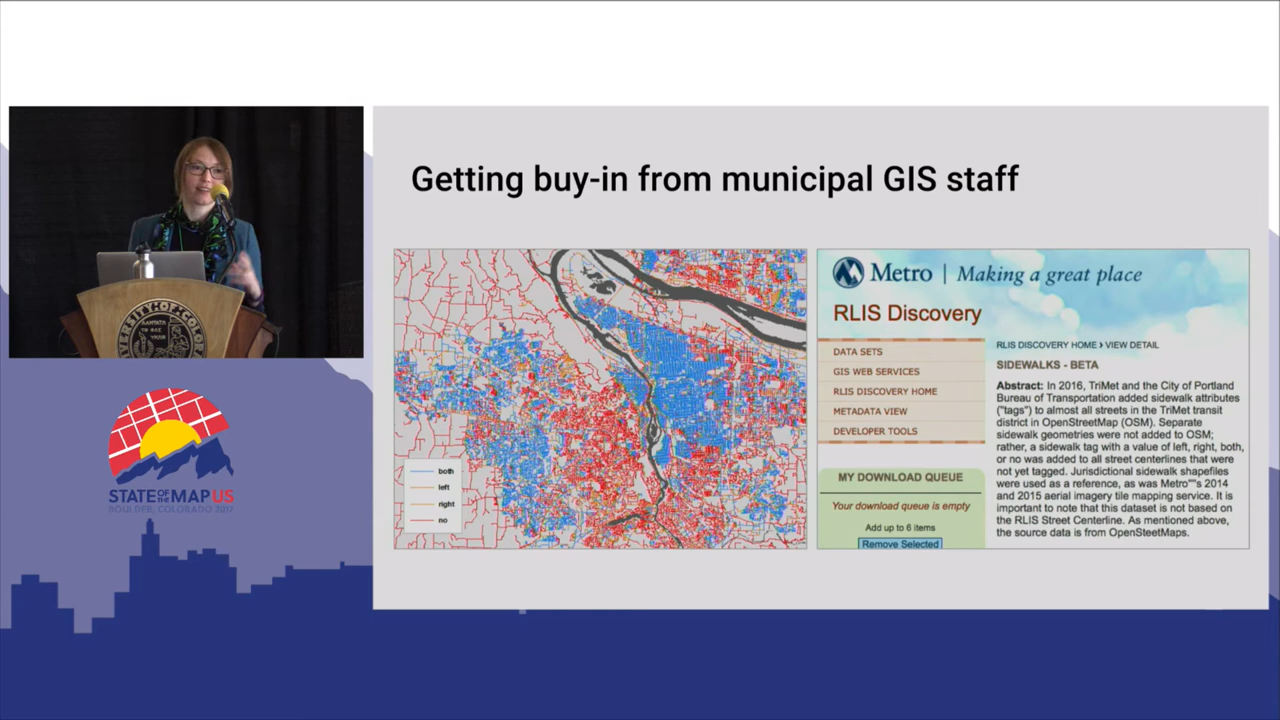 Getting buy-in from municipal GIS staff
both
left
right
no
Metro | Making a great place
RLIS Discovery
DATA SETS
GIS WEB SERVICES
RLIS DISCOVERY HOME
METADATA VIEW
DEVELOPER TOOLS
MY DOWNLOAD QUEUE
Your download queue is empty
Add up to 6 items
Remove Selected
RLIS DISCOVERY HOME › VIEW DETAIL
SIDEWALKS - BETA
Abstract: In 2016, TriMet and the City of Portland
Bureau of Transportation added sidewalk attributes
("tags") to almost all streets in the TriMet transit
district in OpenStreetMap (OSM). Separate
sidewalk geometries were not added to OSM;
rather, a sidewalk tag with a value of left, right, both,
or no was added to all street centerlines that were
not yet tagged. Jurisdictional sidewalk shapefiles
were used as a reference, as was Metro""s 2014
and 2015 aerial imagery tile mapping service. It is
important to note that this dataset is not based on
the RLIS Street Centerline. As mentioned above,
the source data is from OpenSteetMaps.
STATE OF THE MAP US
BOULDER, COLORADO 2017